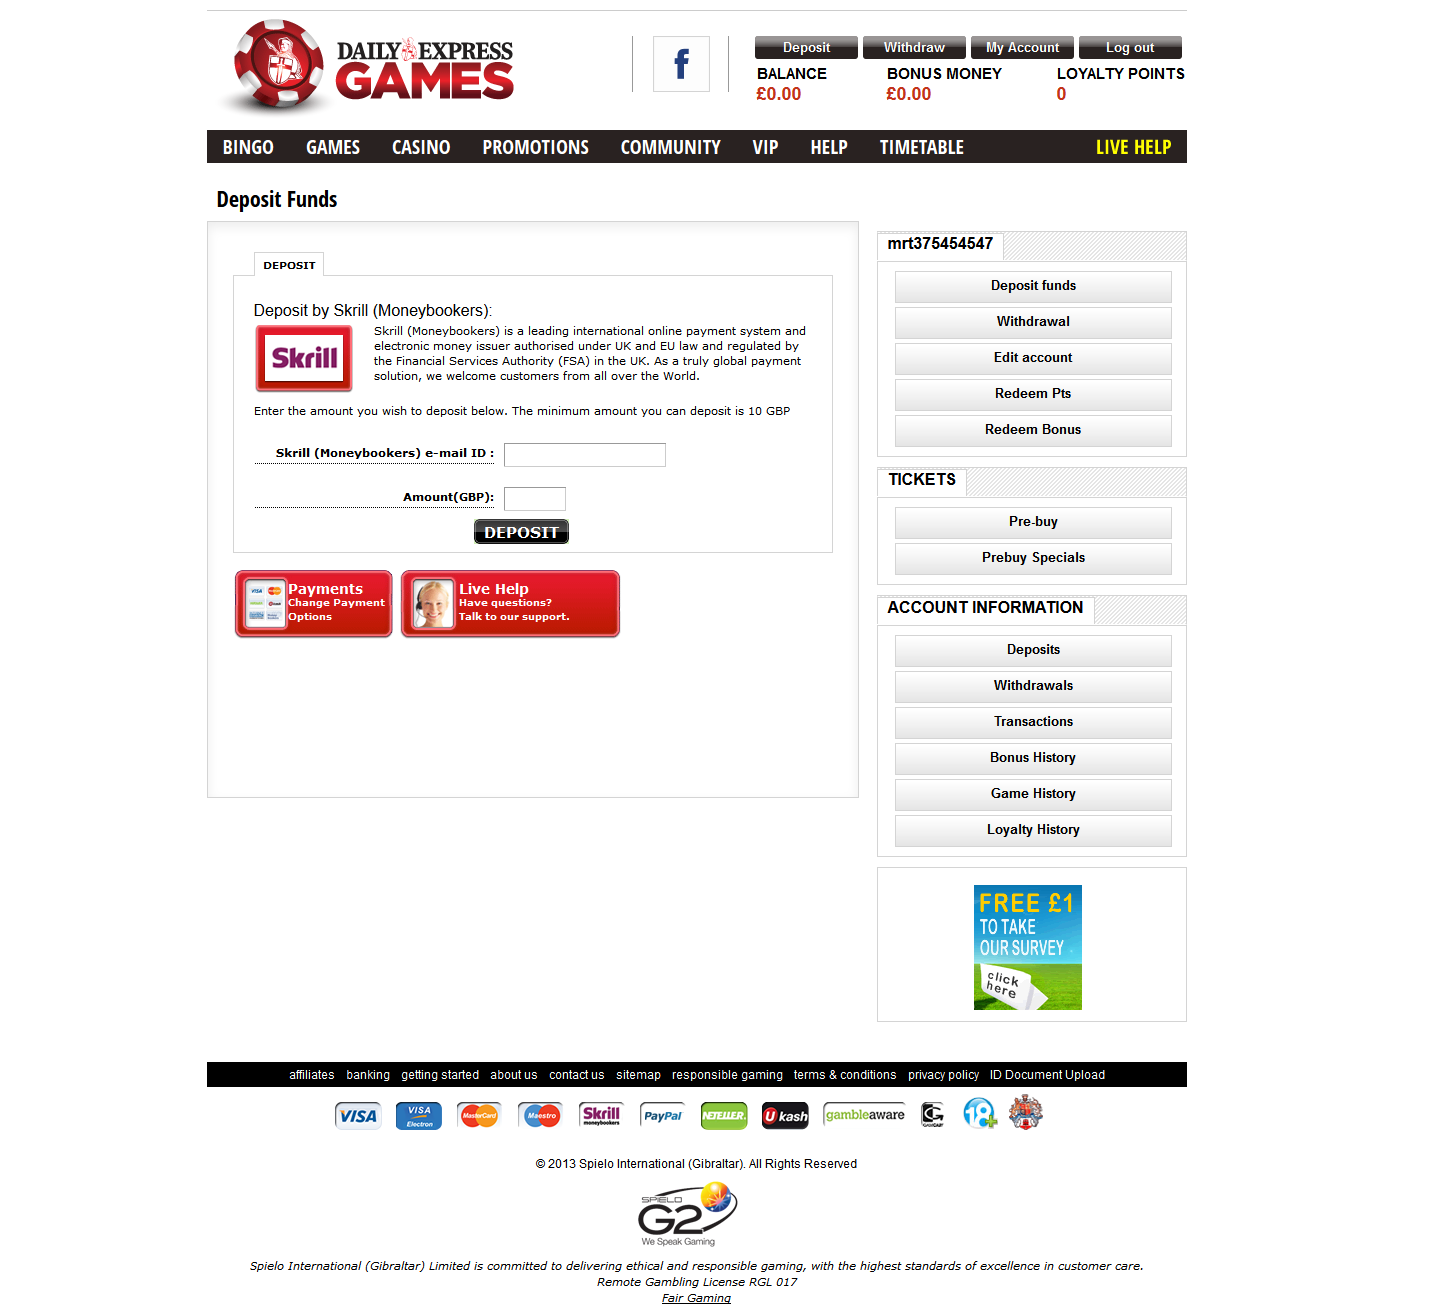 DAILY EXPRESS
GAMES
f
Deposit Withdraw My Account Log out
BALANCE BONUS MONEY LOYALTY POINTS
£0.00 £0.00 0
BINGO GAMES CASINO PROMOTIONS COMMUNITY VIP HELP TIMETABLE LIVE HELP
Deposit Funds
DEPOSIT
Deposit by Skrill (Moneybookers):
Skrill
Skrill (Moneybookers) is a leading international online payment system and
electronic money issuer authorised under UK and EU law and regulated by
the Financial Services Authority (FSA) in the UK. As a truly global payment
solution, we welcome customers from all over the World.
Enter the amount you wish to deposit below. The minimum amount you can deposit is 10 GBP
Skrill (Moneybookers) e-mail ID :
Amount(GBP):
DEPOSIT
Payments
Change Payment
Options
Live Help
Have questions?
Talk to our support.
mrt375454547
Deposit funds
Withdrawal
Edit account
Redeem Pts
Redeem Bonus
TICKETS
Pre-buy
Prebuy Specials
ACCOUNT INFORMATION
Deposits
Withdrawals
Transactions
Bonus History
Game History
Loyalty History
FREE £1
TO TAKE
OUR SURVEY
click
here
affiliates banking getting started about us contact us sitemap responsible gaming terms & conditions privacy policy ID Document Upload
VISA VISA Electron MasterCard Maestro Skrill moneybookers PayPal NETELLER Ukash gambleaware GAMCARE 18+
© 2013 Spielo International (Gibraltar). All Rights Reserved
SPIELO
G2
We Speak Gaming
Spielo International (Gibraltar) Limited is committed to delivering ethical and responsible gaming, with the highest standards of excellence in customer care.
Remote Gambling License RGL 017
Fair Gaming